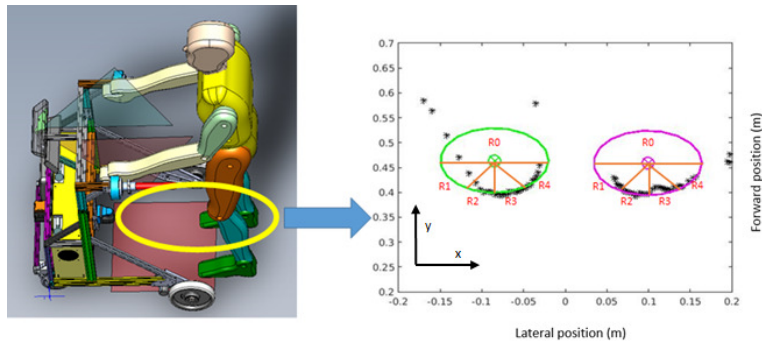 0.7
0.65
0.6
0.55
0.5
0.45
0.4
0.35
0.3
0.25
0.2
R0
R0
R1
R2
R3
R4
R1
R2
R3
R4
y
x
-0.2
-0.15
-0.1
-0.05
0
0.05
0.1
0.15
0.2
Lateral position (m)
Forward position (m)